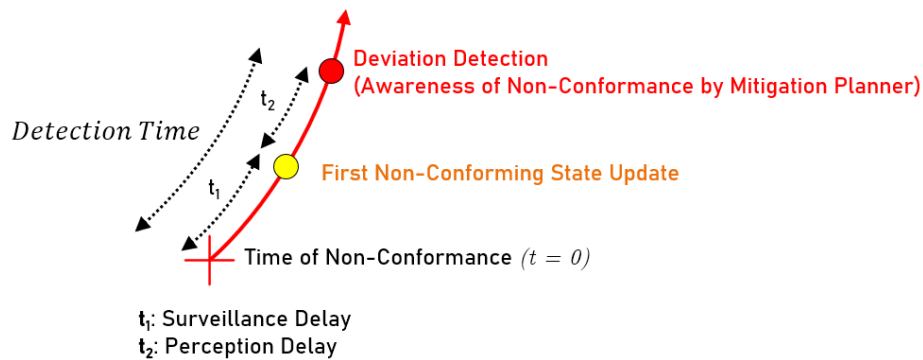 Deviation Detection
(Awareness of Non-Conformance by Mitigation Planner)
t₂
Detection Time
First Non-Conforming State Update
t₁
Time of Non-Conformance (t = 0)
t₁: Surveillance Delay
t₂: Perception Delay